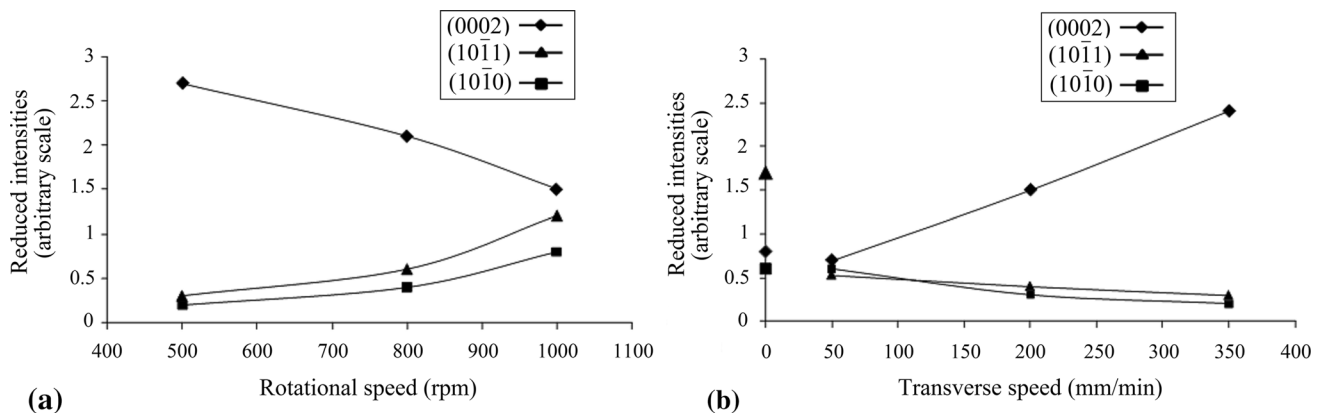 (0002)
(101̅1)
(101̅0)
3
2.5
2
1.5
1
0.5
0
400 500 600 700 800 900 1000 1100
Reduced intensities
(arbitrary scale)
Rotational speed (rpm)
(a)
(0002)
(101̅1)
(101̅0)
3
2.5
2
1.5
1
0.5
0
0 50 100 150 200 250 300 350 400
Reduced intensities
(arbitrary scale)
Transverse speed (mm/min)
(b)